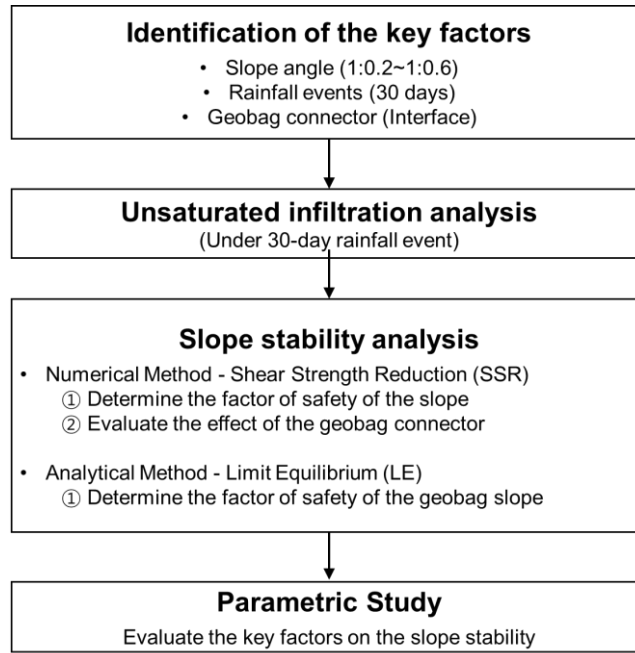 Identification of the key factors
• Slope angle (1:0.2~1:0.6)
• Rainfall events (30 days)
• Geobag connector (Interface)
Unsaturated infiltration analysis
(Under 30-day rainfall event)
Slope stability analysis
• Numerical Method - Shear Strength Reduction (SSR)
① Determine the factor of safety of the slope
② Evaluate the effect of the geobag connector
• Analytical Method - Limit Equilibrium (LE)
① Determine the factor of safety of the geobag slope
Parametric Study
Evaluate the key factors on the slope stability